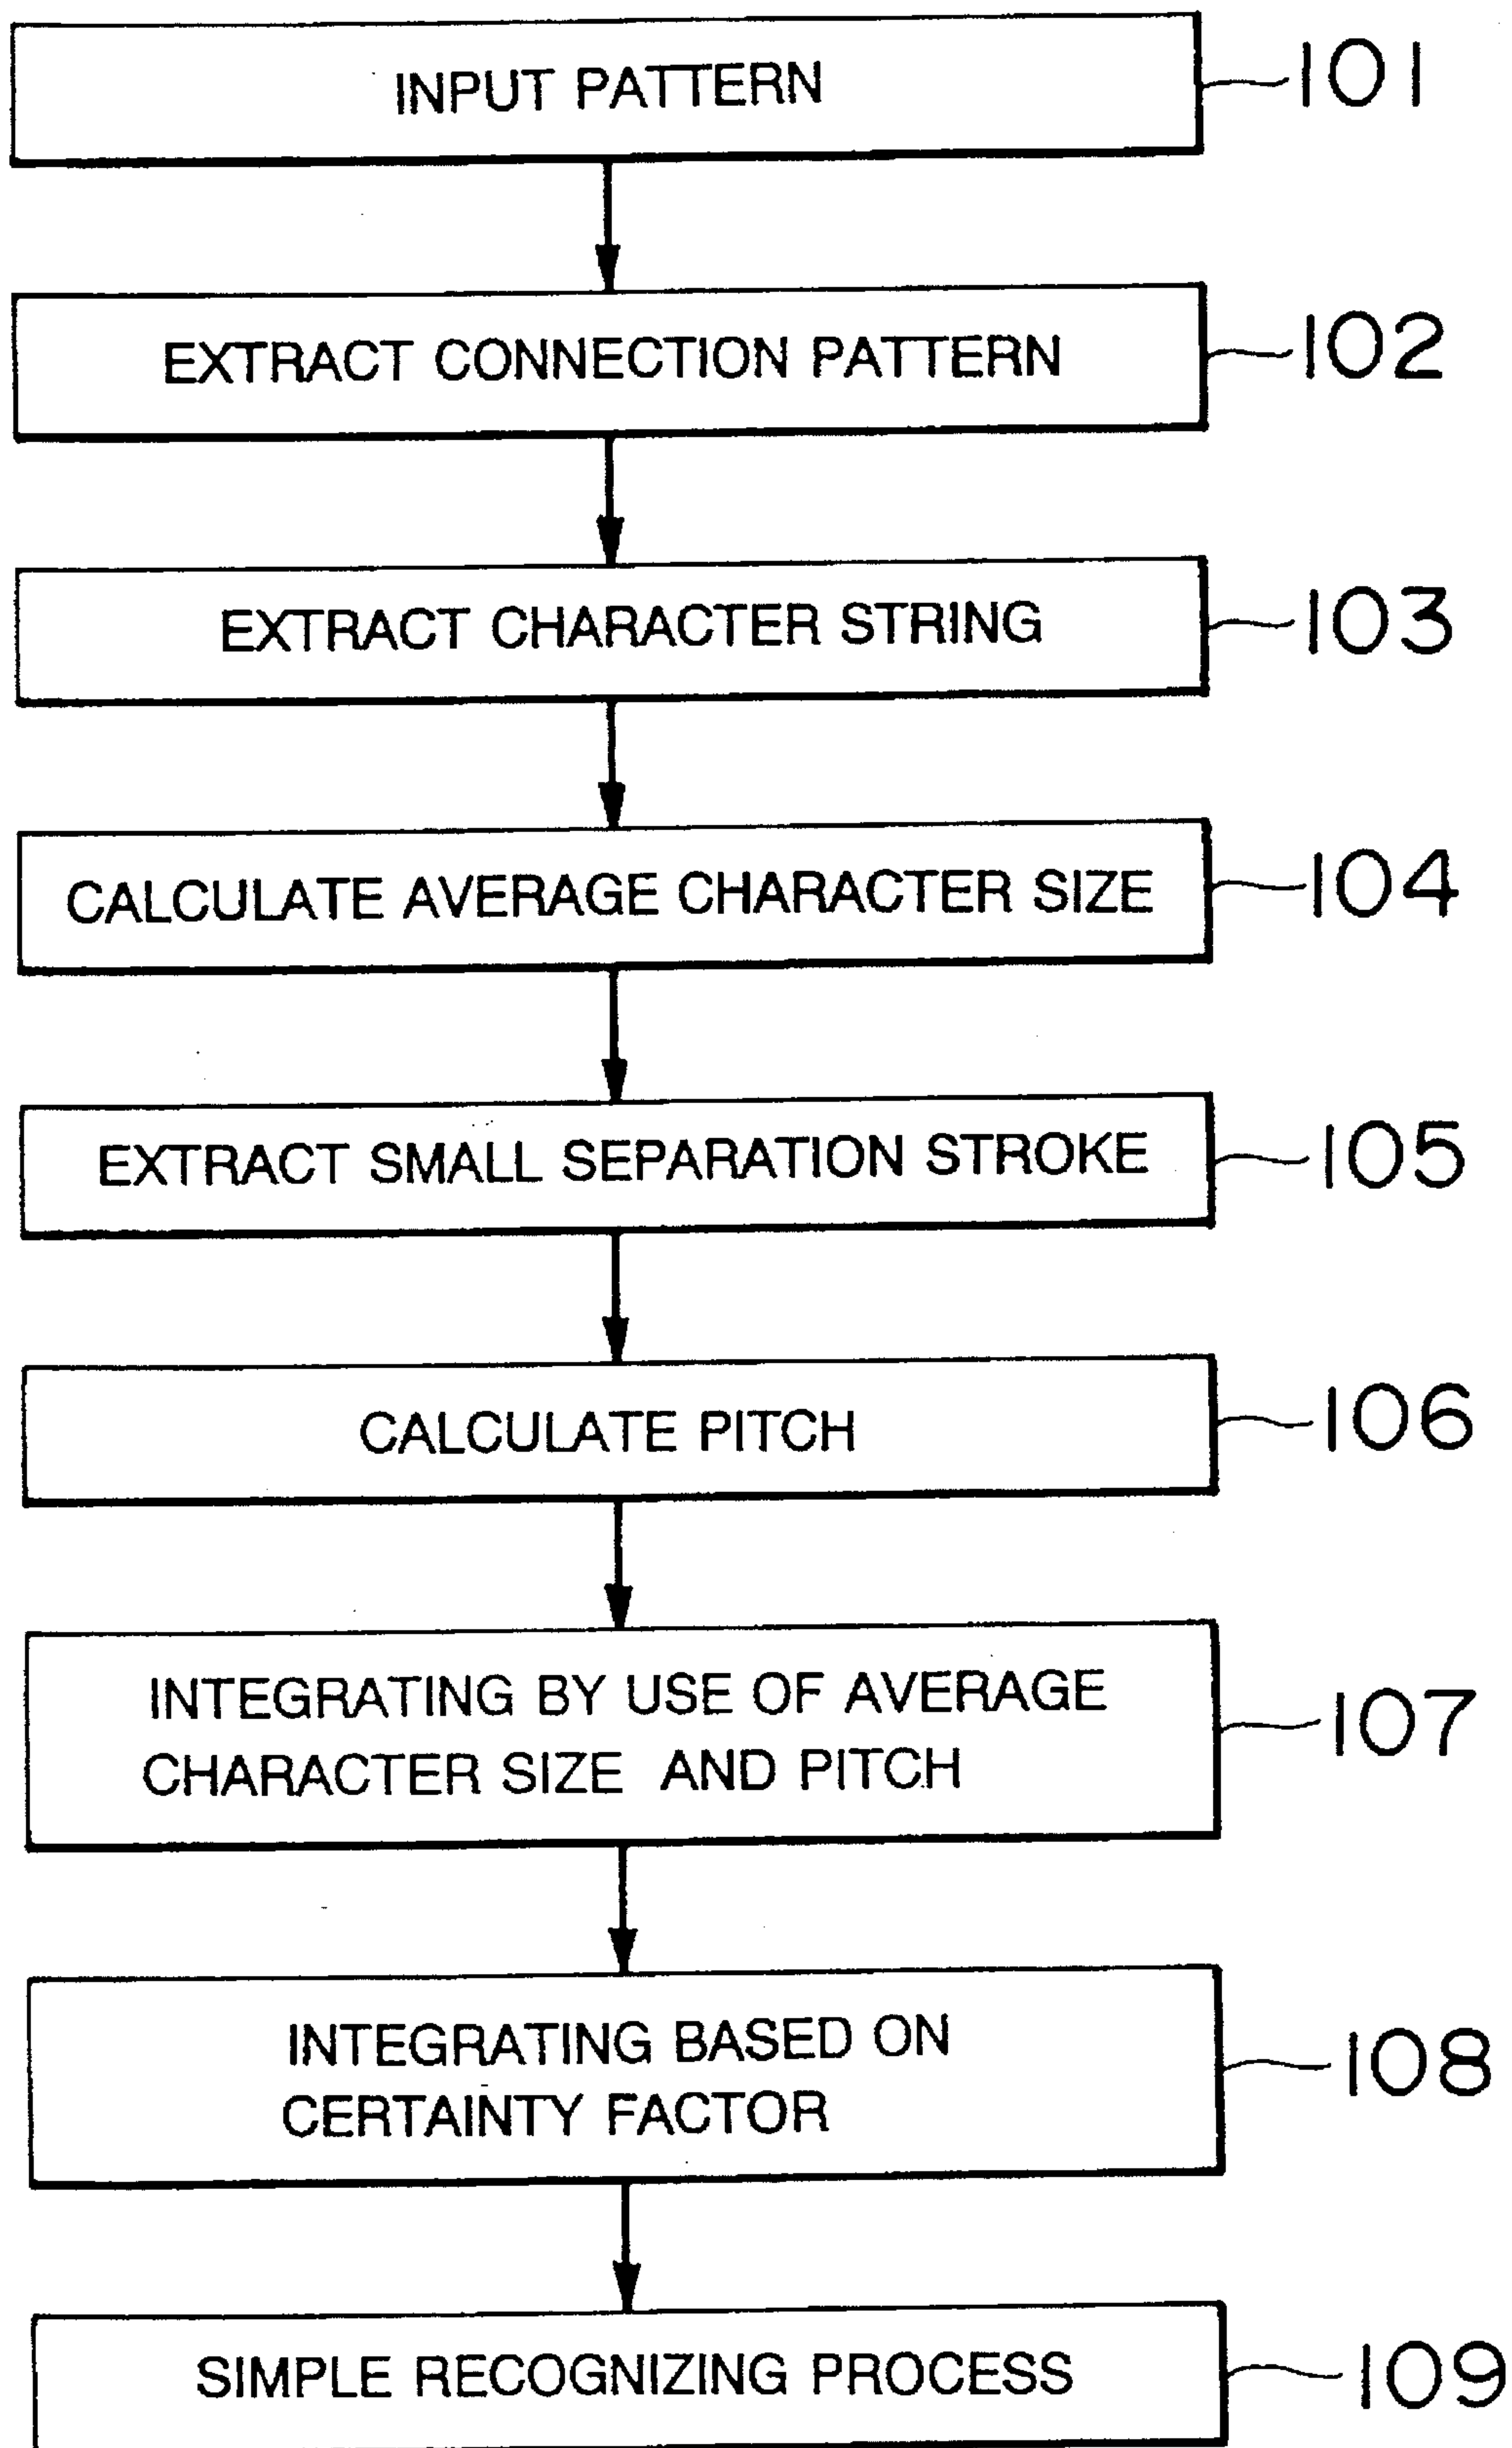 INPUT PATTERN
101
EXTRACT CONNECTION PATTERN
102
EXTRACT CHARACTER STRING
103
CALCULATE AVERAGE CHARACTER SIZE
104
EXTRACT SMALL SEPARATION STROKE
105
CALCULATE PITCH
106
INTEGRATING BY USE OF AVERAGE
CHARACTER SIZE AND PITCH
107
INTEGRATING BASED ON
CERTAINTY FACTOR
108
SIMPLE RECOGNIZING PROCESS
109